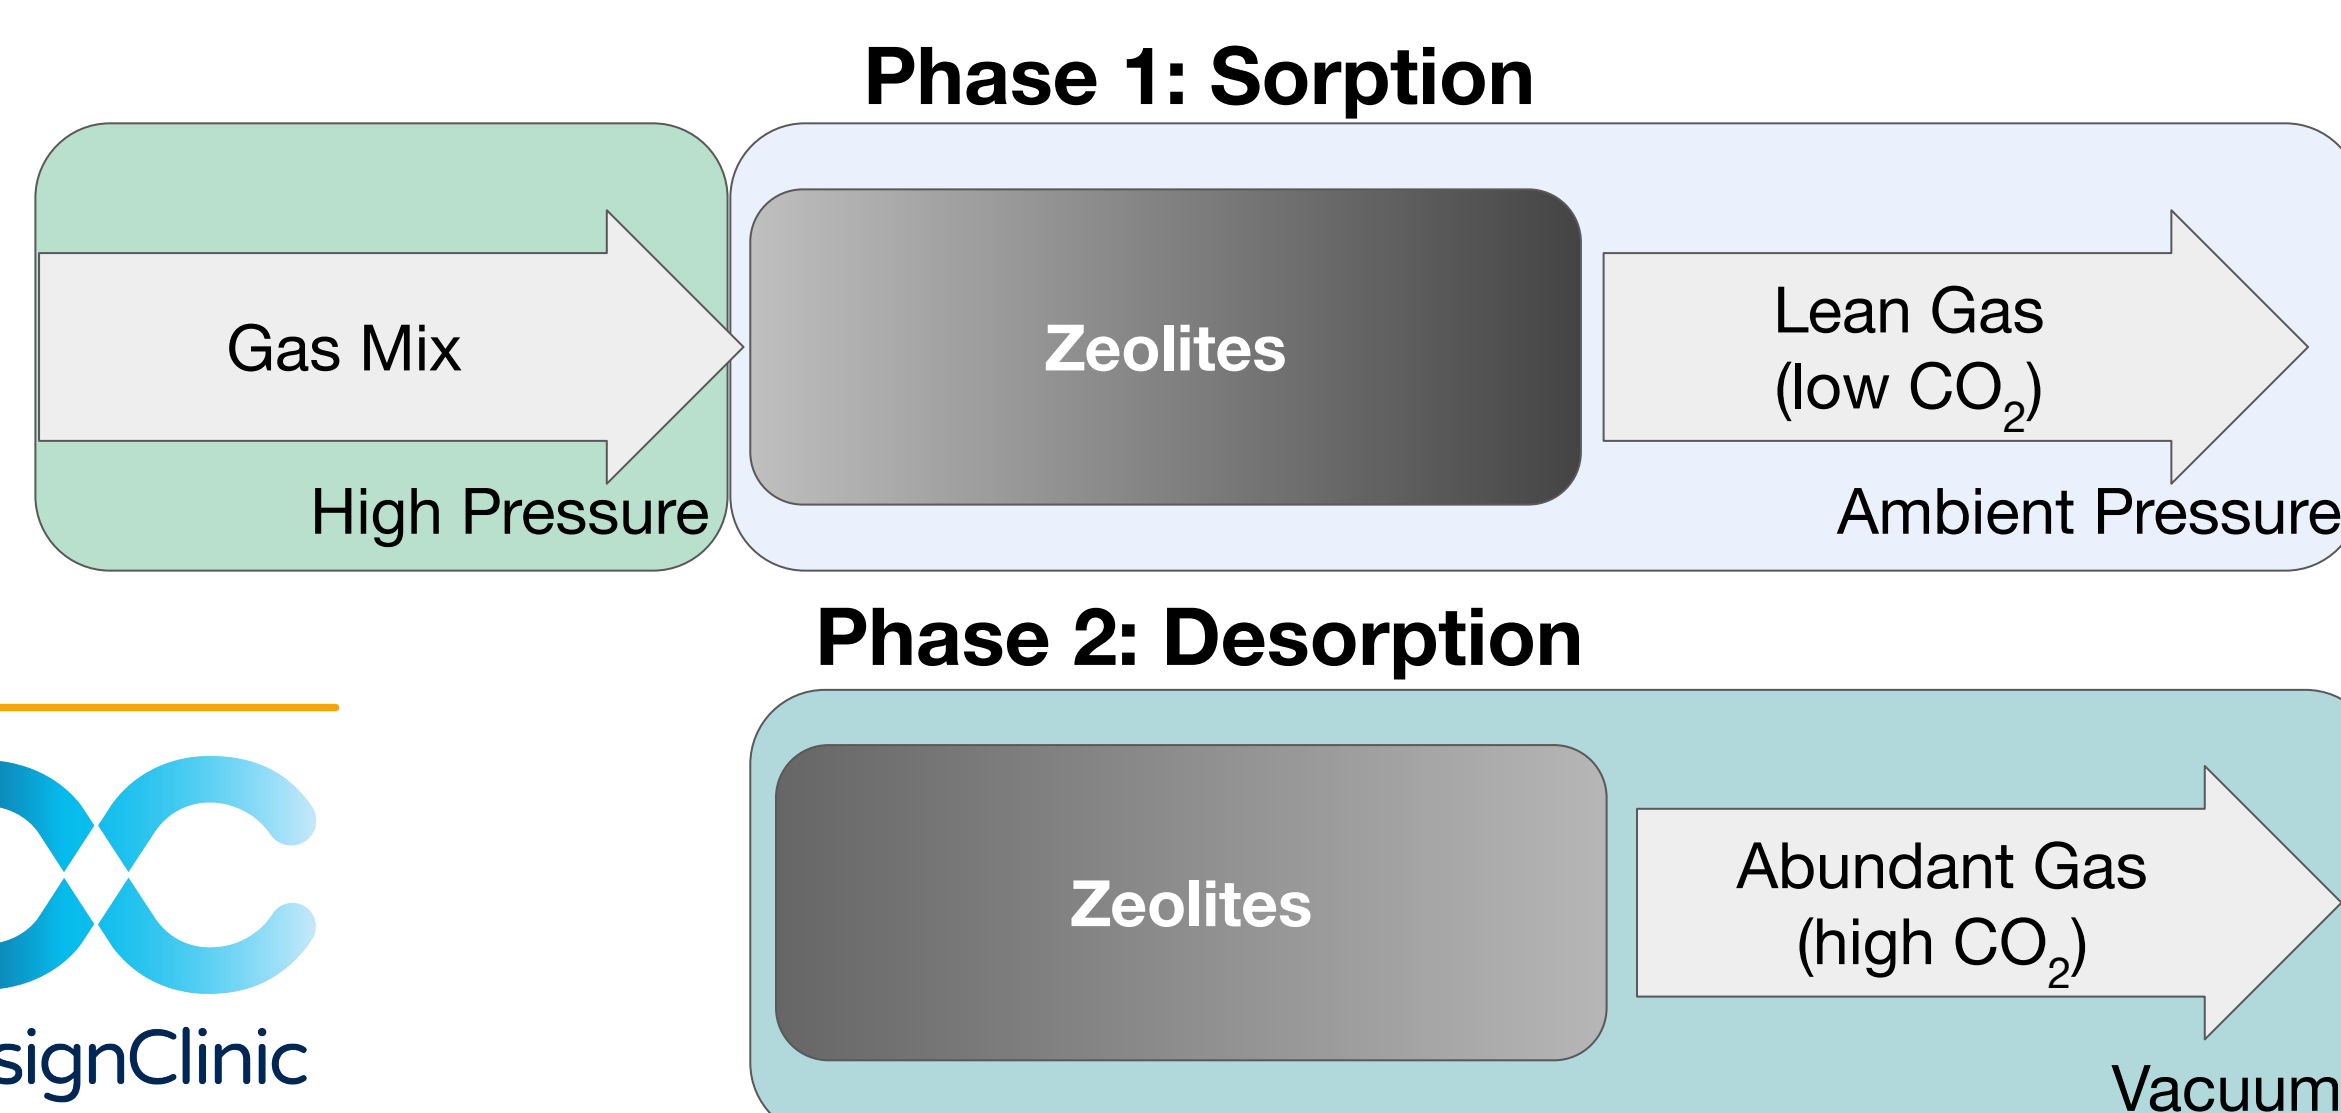 Phase 1: Sorption
Gas Mix
High Pressure
Zeolites
Lean Gas
(low CO₂)
Ambient Pressure
Phase 2: Desorption
signClinic
Zeolites
Abundant Gas
(high CO₂)
Vacuum